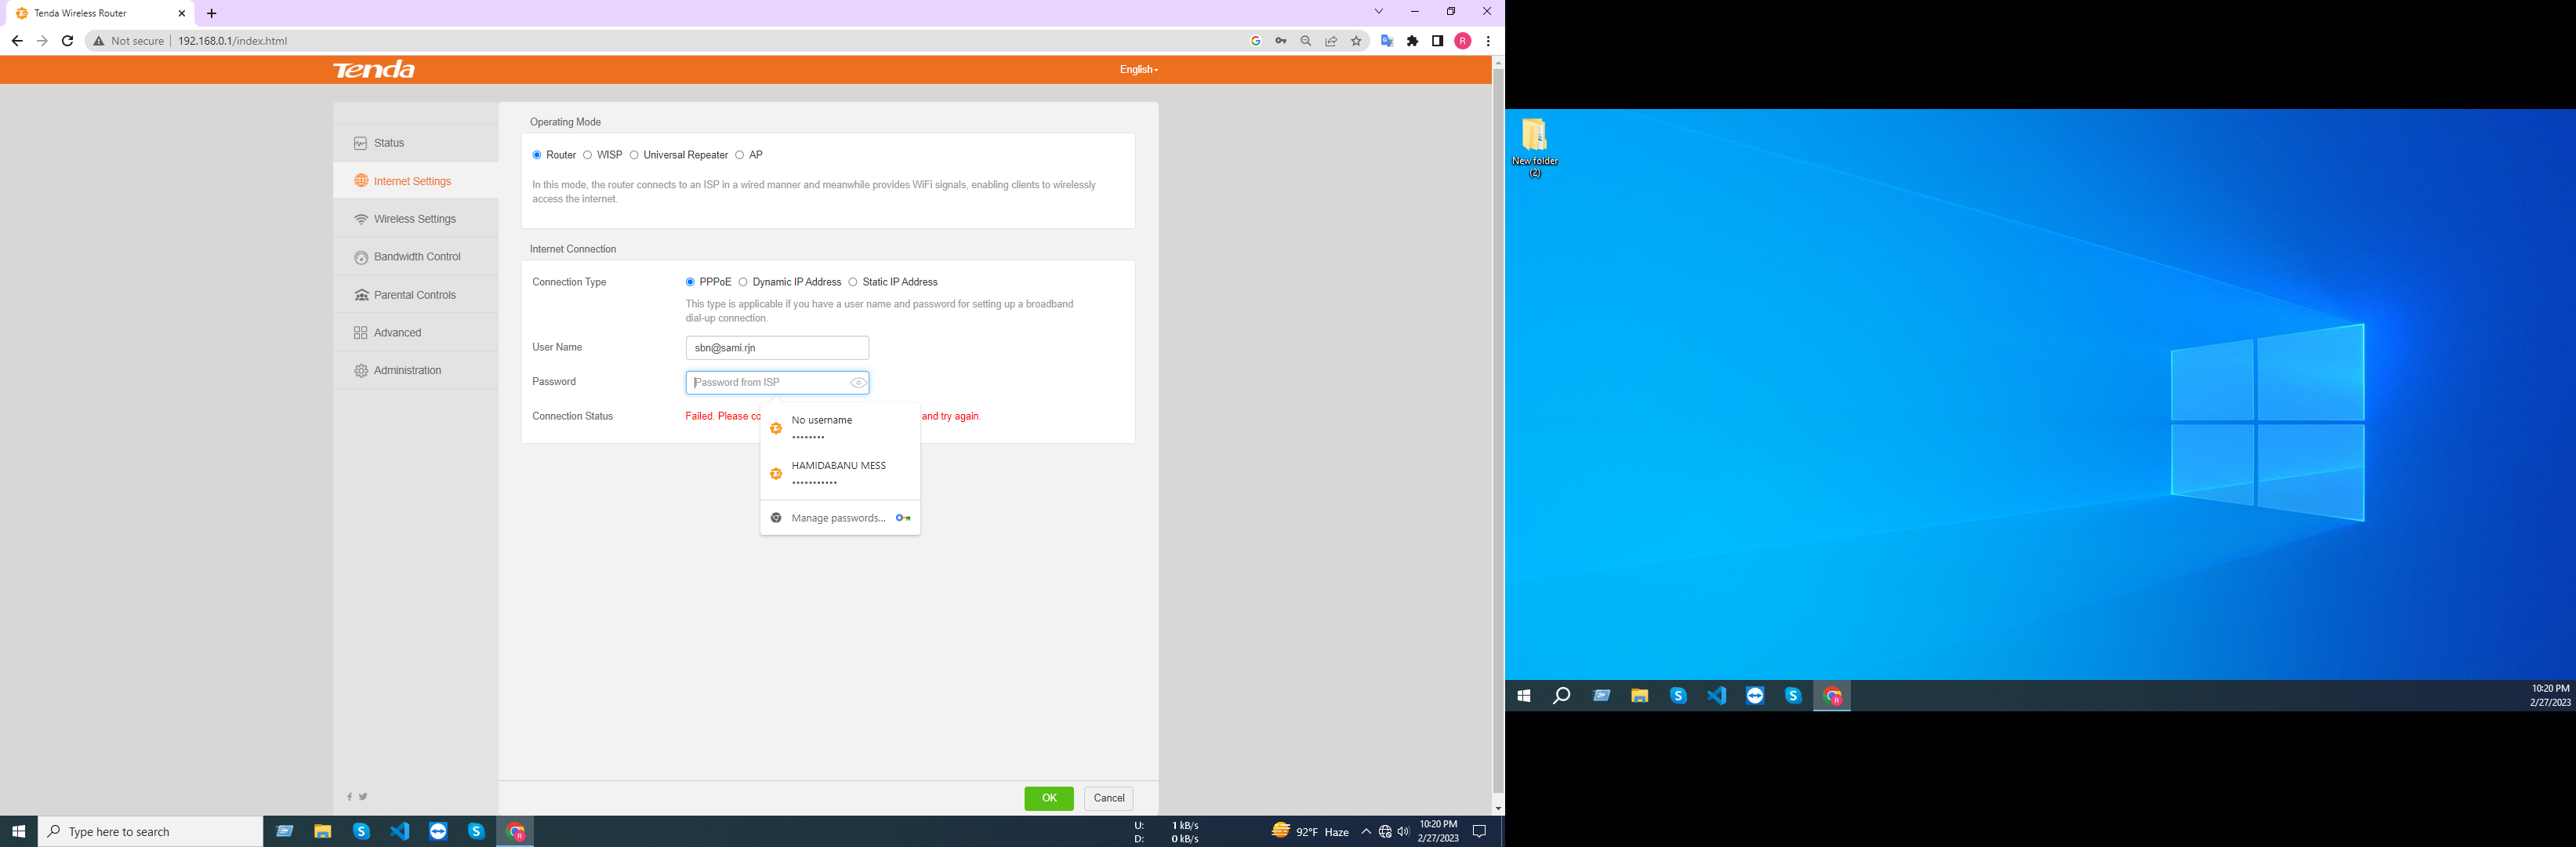 Tenda Wireless Router
Not secure
192.168.0.1/index.html
R
Tenda
English
Status
Internet Settings
Wireless Settings
Bandwidth Control
Parental Controls
Advanced
Administration
Operating Mode
Router
WISP
Universal Repeater
AP
In this mode, the router connects to an ISP in a wired manner and meanwhile provides WiFi signals, enabling clients to wirelessly
access the internet.
Internet Connection
Connection Type
PPPoE
Dynamic IP Address
Static IP Address
This type is applicable if you have a user name and password for setting up a broadband
dial-up connection.
User Name
sbn@sami.rjn
Password
Password from ISP
Connection Status
Failed. Please co
and try again.
No username
••••••••
HAMIDABANU MESS
•••••••••••
Manage passwords...
OK
Cancel
Type here to search
U: 1 kB/s
D: 0 kB/s
92°F Haze
10:20 PM
2/27/2023
New folder
(2)
10:20 PM
2/27/2023